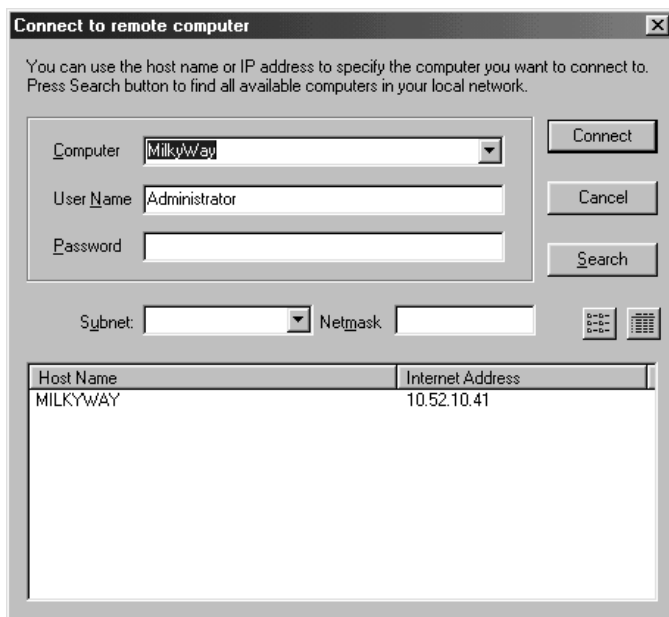 Connect to remote computer
You can use the host name or IP address to specify the computer you want to connect to.
Press Search button to find all available computers in your local network.
Computer MilkyWay Connect
User Name Administrator Cancel
Password
Search
Subnet: Netmask
Host Name Internet Address
MILKYWAY 10.52.10.41